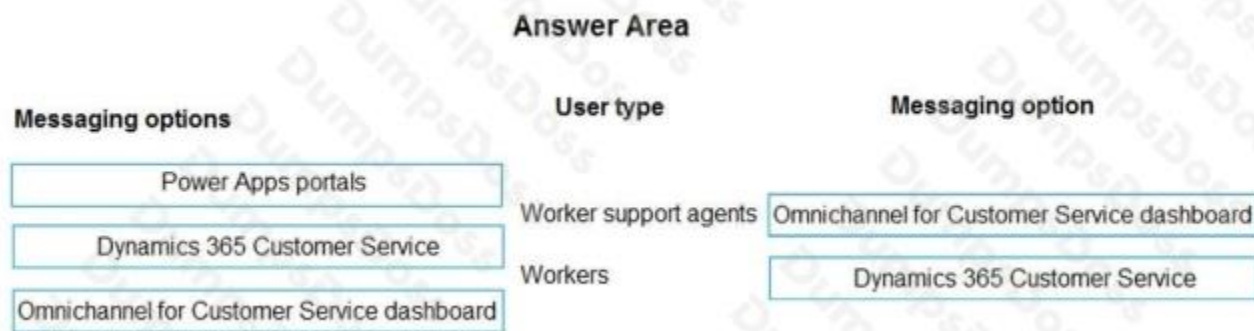 Answer Area
Messaging options
User type
Messaging option
Power Apps portals
Dynamics 365 Customer Service
Omnichannel for Customer Service dashboard
Worker support agents
Omnichannel for Customer Service dashboard
Workers
Dynamics 365 Customer Service
DumpsDoss